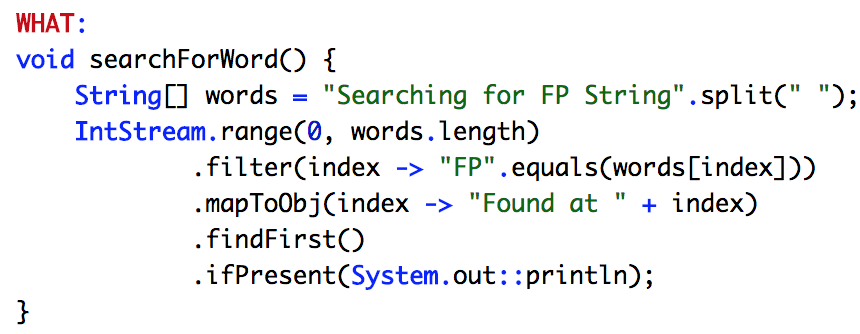 WHAT:
void searchForWord() {
    String[] words = "Searching for FP String".split(" ");
    IntStream.range(0, words.length)
            .filter(index -> "FP".equals(words[index]))
            .mapToObj(index -> "Found at " + index)
            .findFirst()
            .ifPresent(System.out::println);
}